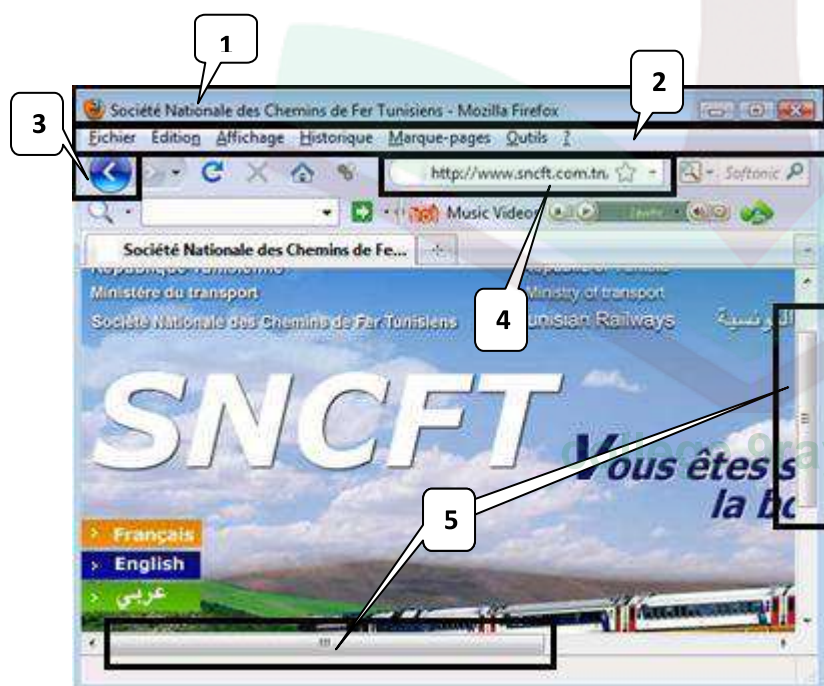 1
2
3
Société Nationale des Chemins de Fer Tunisiens - Mozilla Firefox
Fichier Edition Affichage Historique Marque-pages Outils ?
http://www.sncft.com.tn
Softonic
Music Videos
Société Nationale des Chemins de Fe...
Ministère du transport
Ministry of transport
Société Nationale des Chemins de Fer Tunisiens
Tunisian Railways
4
SNCFT
Vous êtes s
la bo
5
Français
English
عربي